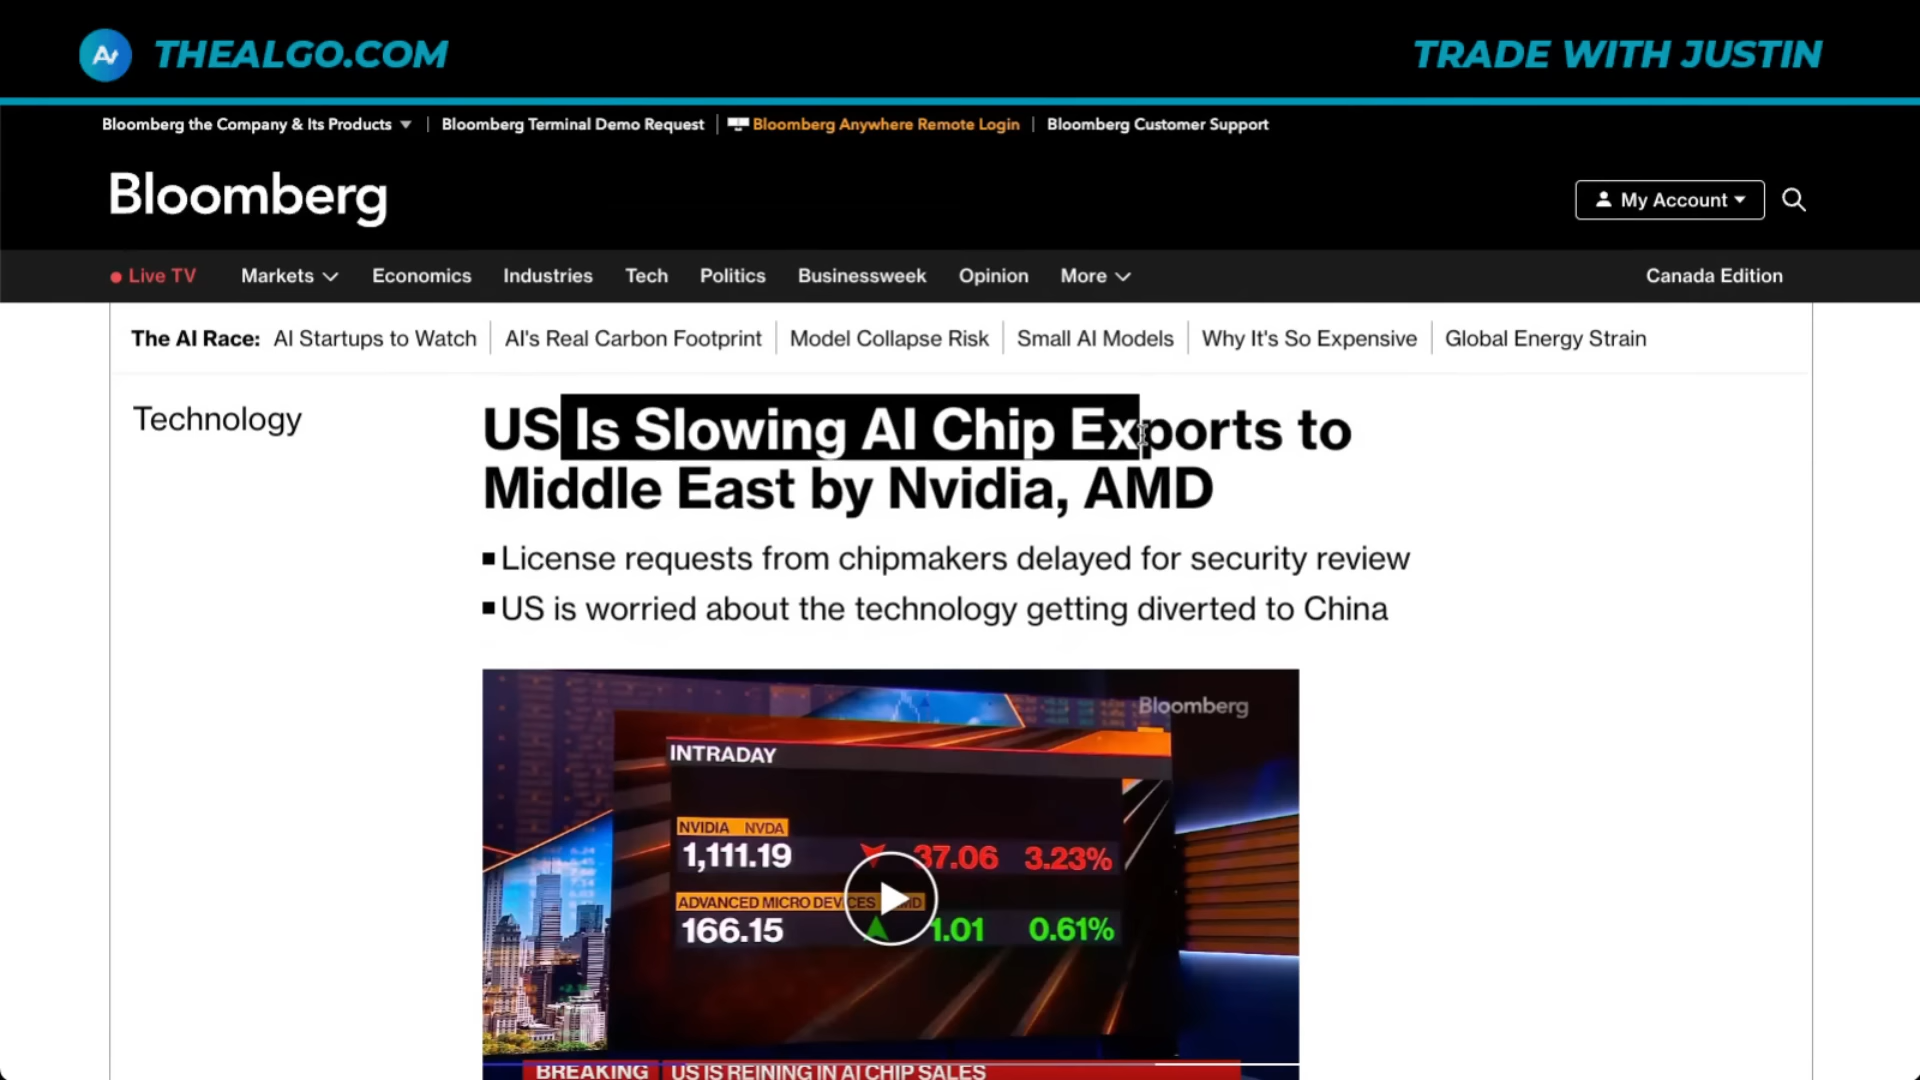 THEALGO.COM
TRADE WITH JUSTIN
Bloomberg the Company & Its Products
Bloomberg Terminal Demo Request
Bloomberg Anywhere Remote Login
Bloomberg Customer Support
Bloomberg
My Account
Live TV
Markets
Economics
Industries
Tech
Politics
Businessweek
Opinion
More
Canada Edition
The AI Race:
AI Startups to Watch
AI's Real Carbon Footprint
Model Collapse Risk
Small AI Models
Why It's So Expensive
Global Energy Strain
Technology
US Is Slowing AI Chip Exports to
Middle East by Nvidia, AMD
License requests from chipmakers delayed for security review
US is worried about the technology getting diverted to China
Bloomberg
INTRADAY
NVIDIA NVDA
1,111.19 37.06 3.23%
ADVANCED MICRO DEVICES AMD
166.15 1.01 0.61%
BREAKING US IS REINING IN AI CHIP SALES